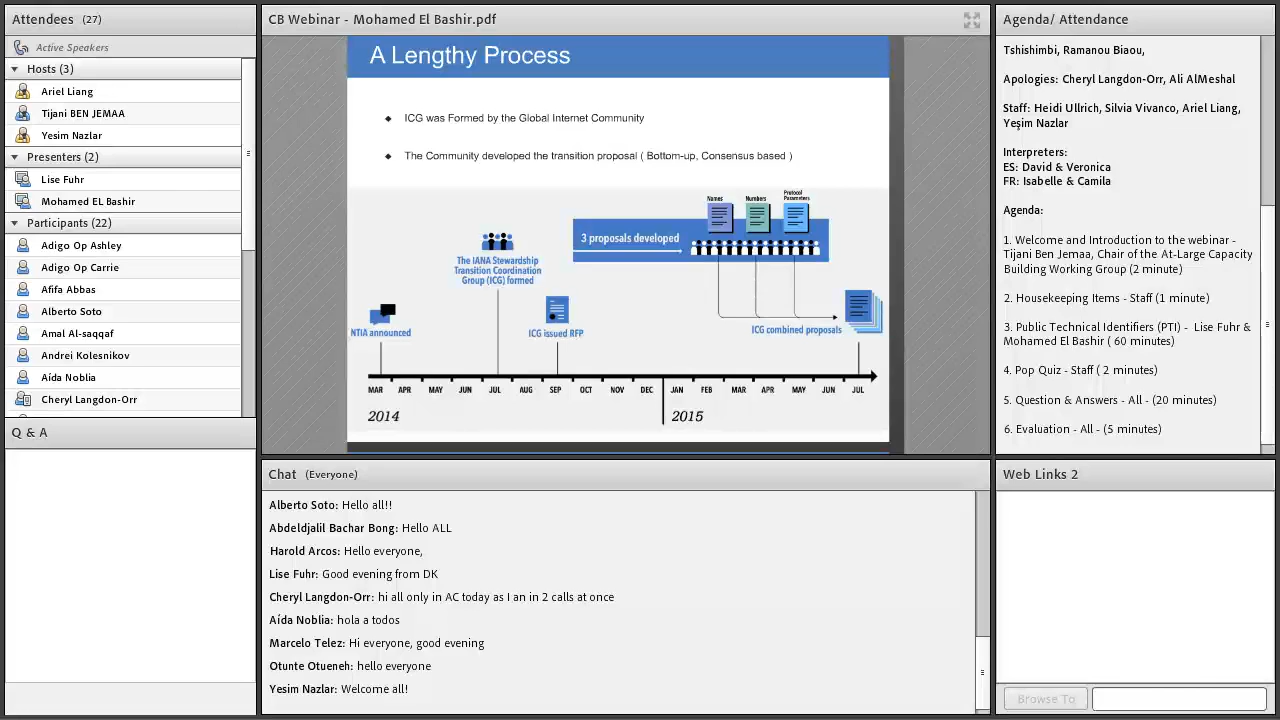 Attendees (27)
Active Speakers
Hosts (3)
Ariel Liang
Tijani BEN JEMAA
Yesim Nazlar
Presenters (2)
Lise Fuhr
Mohamed EL Bashir
Participants (22)
Adigo Op Ashley
Adigo Op Carrie
Afifa Abbas
Alberto Soto
Amal Al-saqqaf
Andrei Kolesnikov
Aída Noblia
Cheryl Langdon-Orr
Q & A
CB Webinar - Mohamed El Bashir.pdf
A Lengthy Process
ICG was Formed by the Global Internet Community
The Community developed the transition proposal ( Bottom-up, Consensus based )
Names
Numbers
Protocol
Parameters
3 proposals developed
The IANA Stewardship
Transition Coordination
Group (ICG) formed
NTIA announced
ICG issued RFP
ICG combined proposals
MAR APR MAY JUN JUL AUG SEP OCT NOV DEC JAN FEB MAR APR MAY JUN JUL
2014
2015
Chat (Everyone)
Alberto Soto: Hello all!!
Abdeldjalil Bachar Bong: Hello ALL
Harold Arcos: Hello everyone,
Lise Fuhr: Good evening from DK
Cheryl Langdon-Orr: hi all only in AC today as I an in 2 calls at once
Aída Noblia: hola a todos
Marcelo Telez: Hi everyone, good evening
Otunte Otueneh: hello everyone
Yesim Nazlar: Welcome all!
Agenda/ Attendance
Tshishimbi, Ramanou Biaou,
Apologies: Cheryl Langdon-Orr, Ali AlMeshal
Staff: Heidi Ullrich, Silvia Vivanco, Ariel Liang,
Yeşim Nazlar
Interpreters:
ES: David & Veronica
FR: Isabelle & Camila
Agenda:
1. Welcome and Introduction to the webinar -
Tijani Ben Jemaa, Chair of the At-Large Capacity
Building Working Group (2 minute)
2. Housekeeping Items - Staff (1 minute)
3. Public Technical Identifiers (PTI) - Lise Fuhr &
Mohamed El Bashir ( 60 minutes)
4. Pop Quiz - Staff ( 2 minutes)
5. Question & Answers - All - (20 minutes)
6. Evaluation - All - (5 minutes)
Web Links 2
Browse To